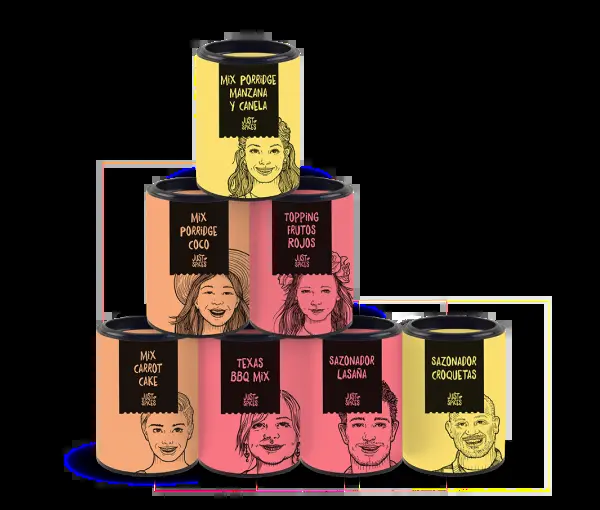 MIX PORRIDGE
MANZANA
Y CANELA
JUST
SPICES
MIX
PORRIDGE
COCO
JUST
SPICES
TOPPING
FRUTOS
ROJOS
JUST
SPICES
MIX
CARROT
CAKE
JUST
SPICES
TEXAS
BBQ MIX
JUST
SPICES
SAZONADOR
LASAÑA
JUST
SPICES
SAZONADOR
CROQUETAS
JUST
SPICES